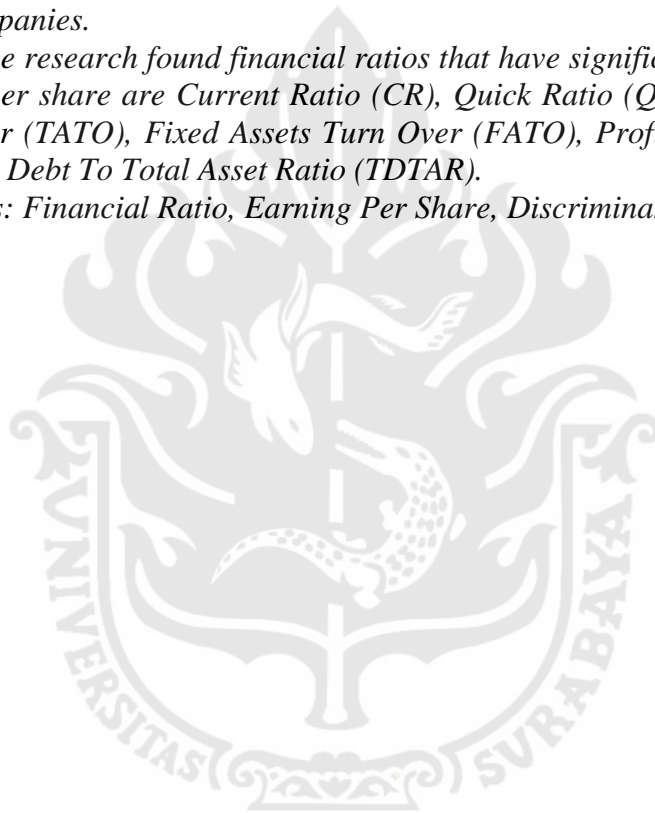 panies.
e research found financial ratios that have signific
er share are Current Ratio (CR), Quick Ratio (Q
r (TATO), Fixed Assets Turn Over (FATO), Prof
Debt To Total Asset Ratio (TDTAR).
s: Financial Ratio, Earning Per Share, Discrimina
UNIVERSITAS SURABAYA